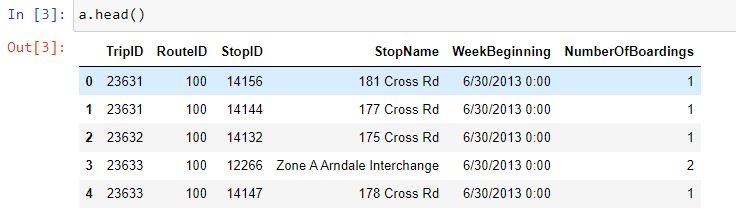 In [3]: a.head()
Out[3]:
TripID RouteID StopID StopName WeekBeginning NumberOfBoardings
0 23631 100 14156 181 Cross Rd 6/30/2013 0:00 1
1 23631 100 14144 177 Cross Rd 6/30/2013 0:00 1
2 23632 100 14132 175 Cross Rd 6/30/2013 0:00 1
3 23633 100 12266 Zone A Arndale Interchange 6/30/2013 0:00 2
4 23633 100 14147 178 Cross Rd 6/30/2013 0:00 1